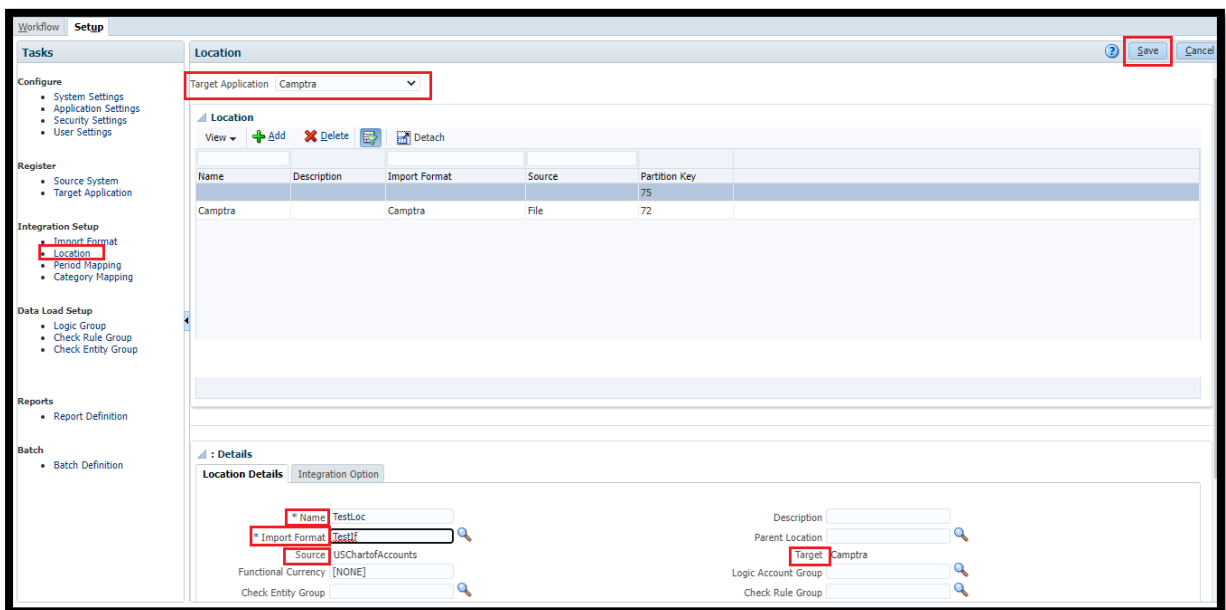 Workflow Setup
Tasks
Configure
System Settings
Application Settings
Security Settings
User Settings
Register
Source System
Target Application
Integration Setup
Import Format
Location
Period Mapping
Category Mapping
Data Load Setup
Logic Group
Check Rule Group
Check Entity Group
Reports
Report Definition
Batch
Batch Definition
Location ? Save Cancel
Target Application Camptra
Location
View Add Delete Detach
Name Description Import Format Source Partition Key
75
Camptra Camptra File 72
: Details
Location Details Integration Option
* Name TestLoc Description
* Import Format TestIf Parent Location
Source USChartofAccounts Target Camptra
Functional Currency [NONE] Logic Account Group
Check Entity Group Check Rule Group